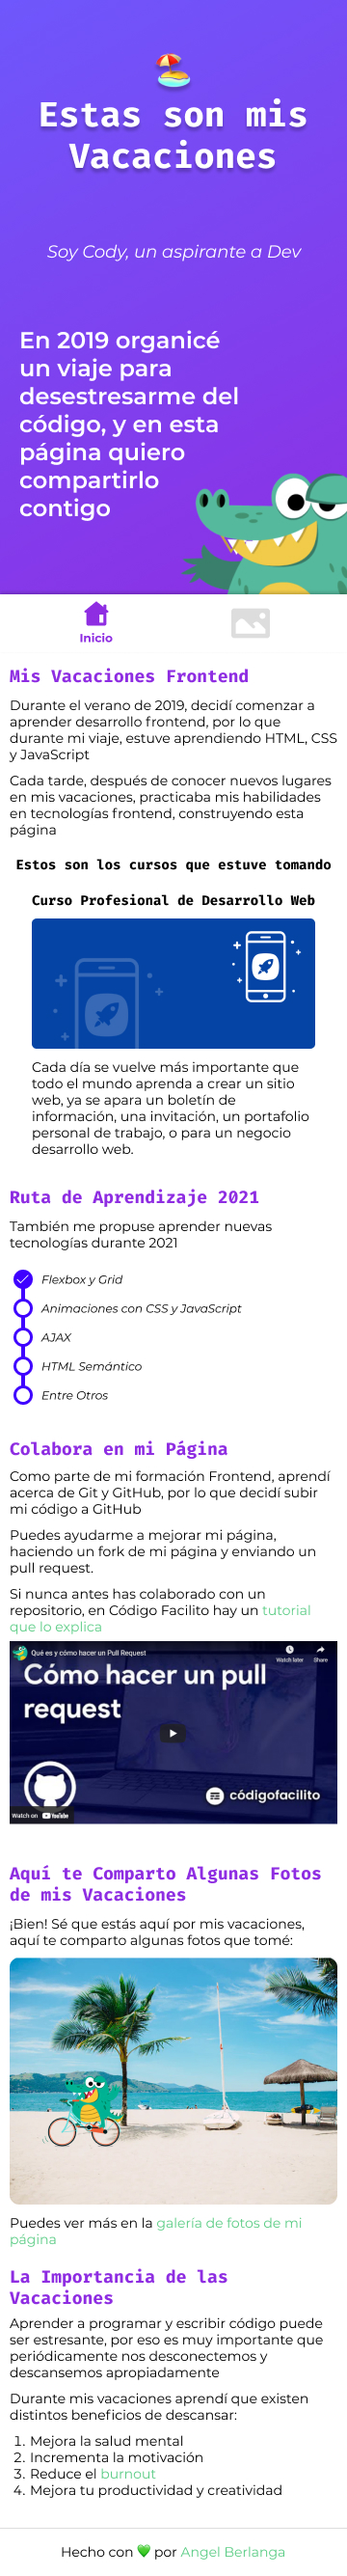 Estas son mis
Vacaciones
Soy Cody, un aspirante a Dev
En 2019 organicé
un viaje para
desestresarme del
código, y en esta
página quiero
compartirlo
contigo
Inicio
Mis Vacaciones Frontend
Durante el verano de 2019, decidí comenzar a
aprender desarrollo frontend, por lo que
durante mi viaje, estuve aprendiendo HTML, CSS
y JavaScript
Cada tarde, después de conocer nuevos lugares
en mis vacaciones, practicaba mis habilidades
en tecnologías frontend, construyendo esta
página
Estos son los cursos que estuve tomando
Curso Profesional de Desarrollo Web
Cada día se vuelve más importante que
todo el mundo aprenda a crear un sitio
web, ya se apara un boletín de
información, una invitación, un portafolio
personal de trabajo, o para un negocio
desarrollo web.
Ruta de Aprendizaje 2021
También me propuse aprender nuevas
tecnologías durante 2021
Flexbox y Grid
Animaciones con CSS y JavaScript
AJAX
HTML Semántico
Entre Otros
Colabora en mi Página
Como parte de mi formación Frontend, aprendí
acerca de Git y GitHub, por lo que decidí subir
mi código a GitHub
Puedes ayudarme a mejorar mi página,
haciendo un fork de mi página y enviando un
pull request.
Si nunca antes has colaborado con un
repositorio, en Código Facilito hay un tutorial
que lo explica
Qué es y cómo hacer un Pull Request
Watch later
Share
Cómo hacer un pull
request
códigofacilito
Watch on YouTube
Aquí te Comparto Algunas Fotos
de mis Vacaciones
¡Bien! Sé que estás aquí por mis vacaciones,
aquí te comparto algunas fotos que tomé:
Puedes ver más en la galería de fotos de mi
página
La Importancia de las
Vacaciones
Aprender a programar y escribir código puede
ser estresante, por eso es muy importante que
periódicamente nos desconectemos y
descansemos apropiadamente
Durante mis vacaciones aprendí que existen
distintos beneficios de descansar:
1. Mejora la salud mental
2. Incrementa la motivación
3. Reduce el burnout
4. Mejora tu productividad y creatividad
Hecho con 💚 por Angel Berlanga